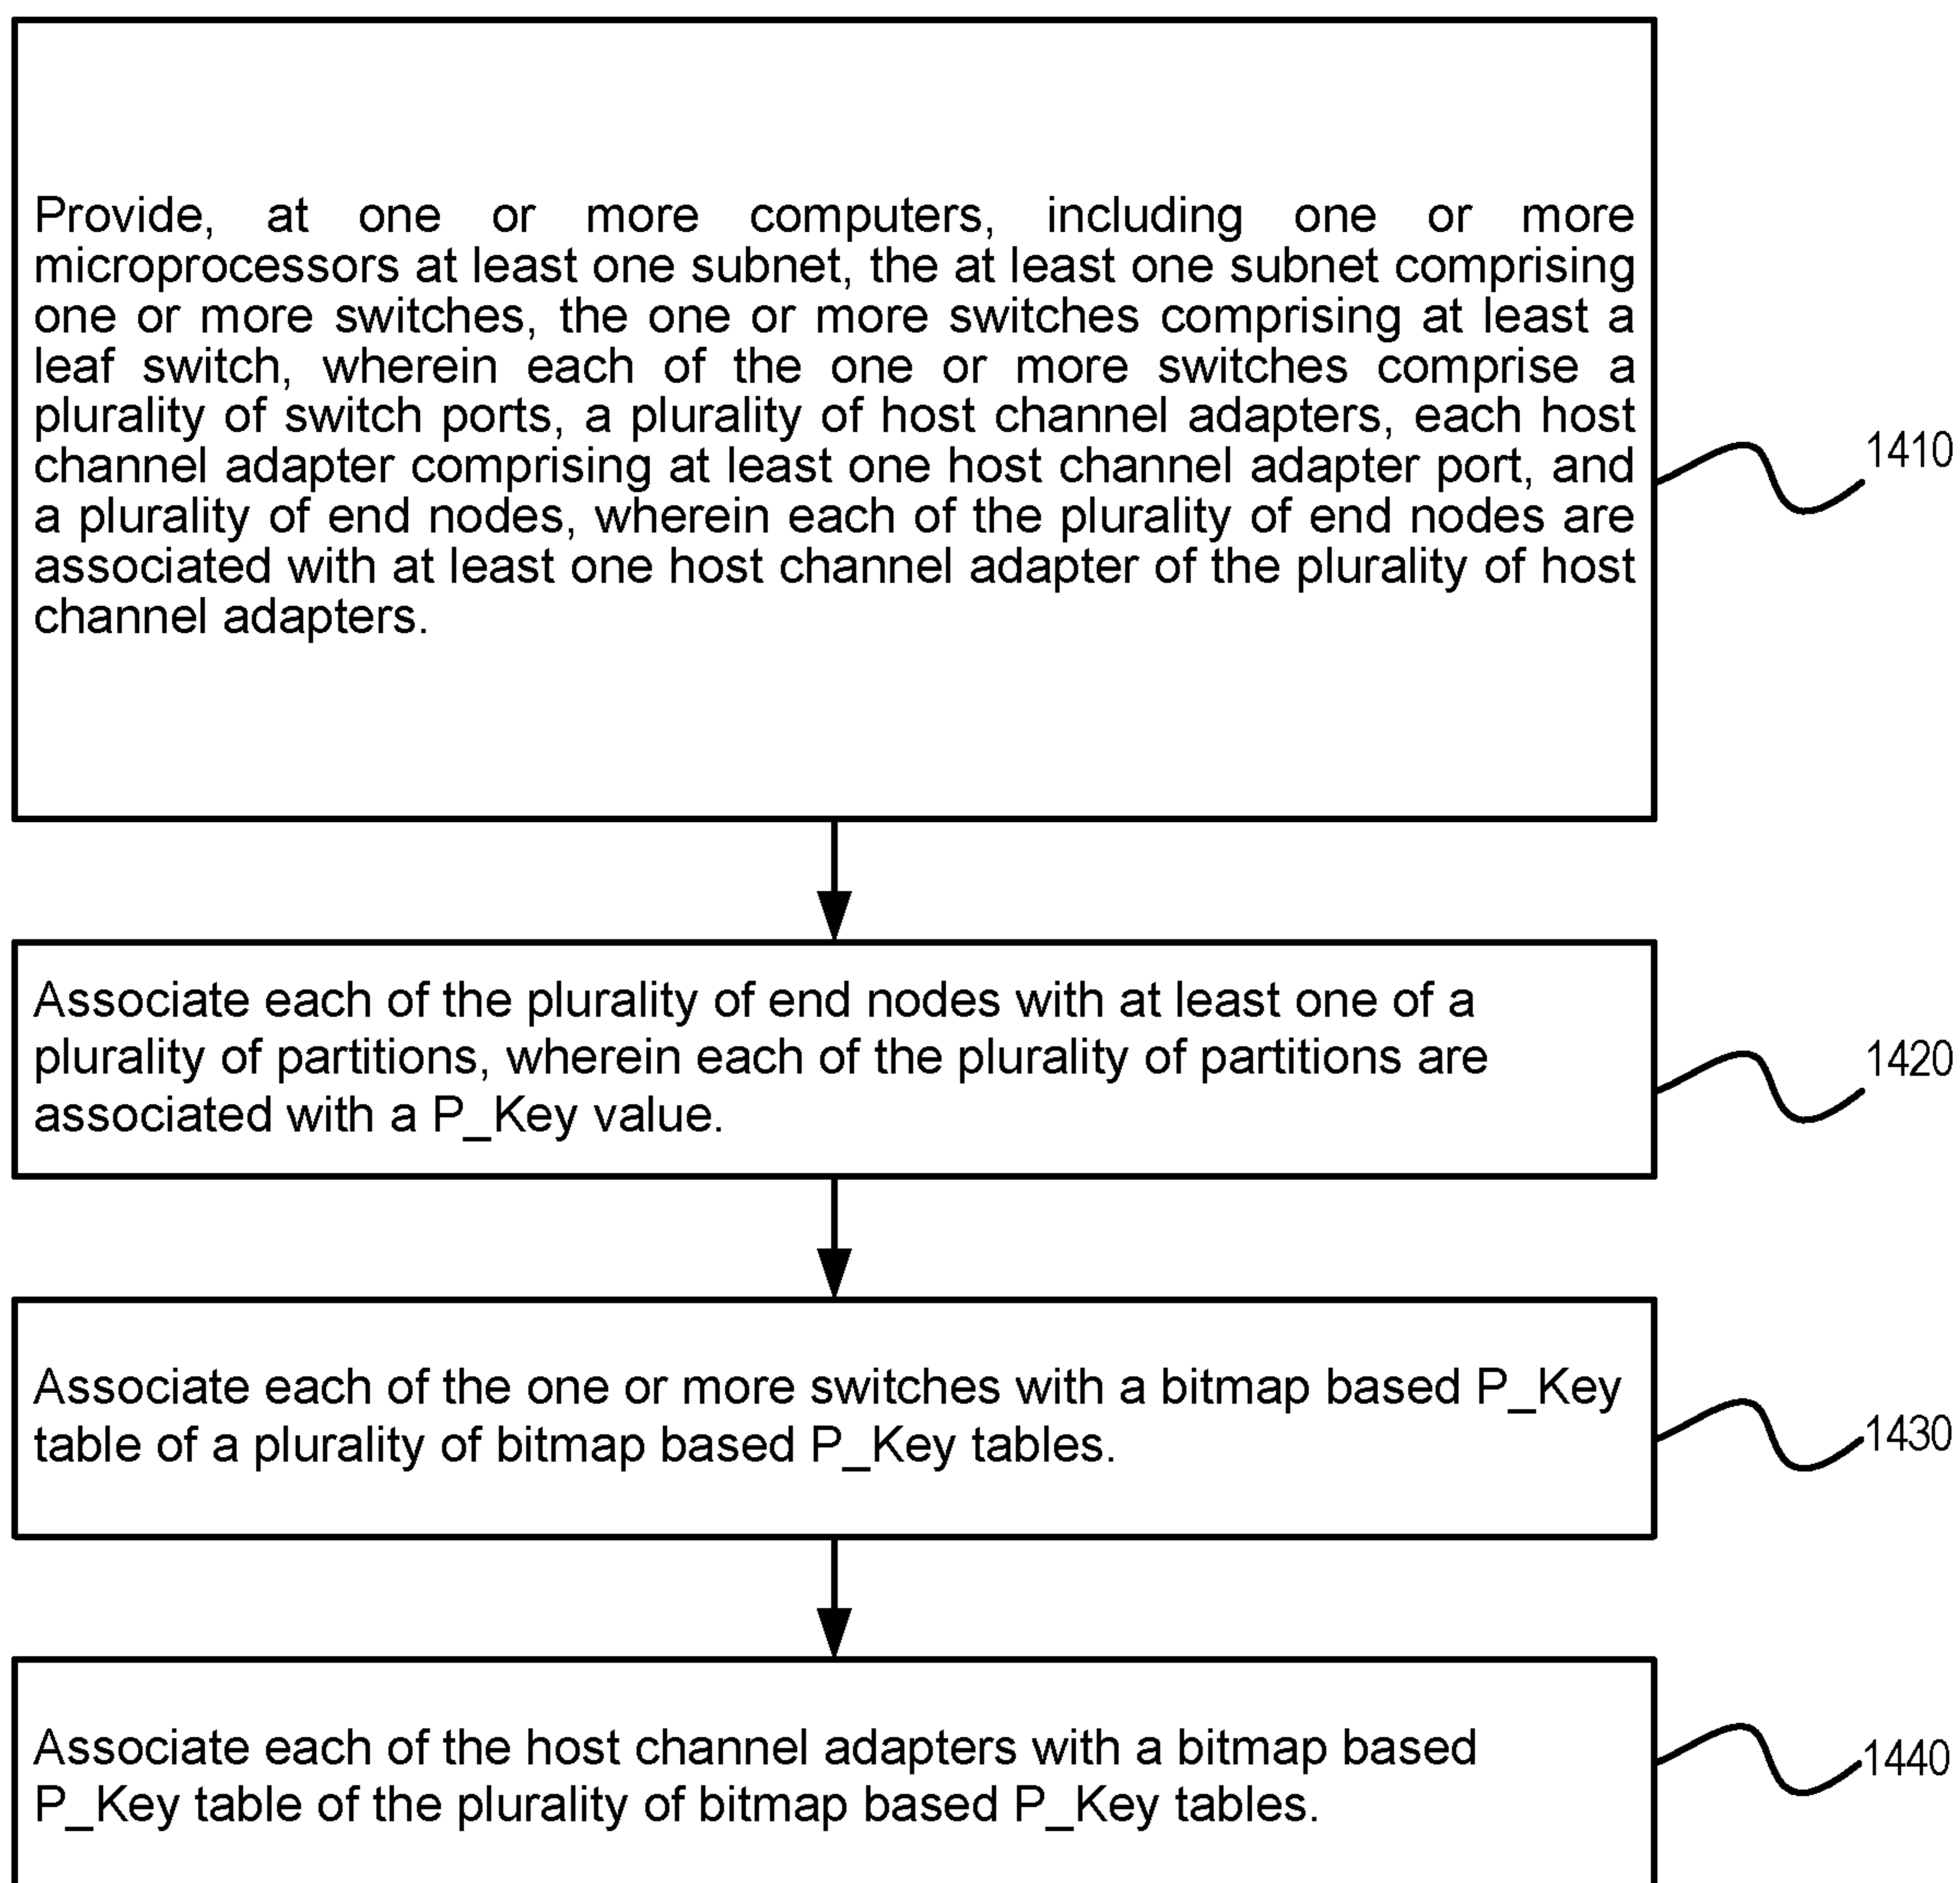 Provide, at one or more computers, including one or more
microprocessors at least one subnet, the at least one subnet comprising
one or more switches, the one or more switches comprising at least a
leaf switch, wherein each of the one or more switches comprise a
plurality of switch ports, a plurality of host channel adapters, each host
channel adapter comprising at least one host channel adapter port, and
a plurality of end nodes, wherein each of the plurality of end nodes are
associated with at least one host channel adapter of the plurality of host
channel adapters.
1410
Associate each of the plurality of end nodes with at least one of a
plurality of partitions, wherein each of the plurality of partitions are
associated with a P_Key value.
1420
Associate each of the one or more switches with a bitmap based P_Key
table of a plurality of bitmap based P_Key tables.
1430
Associate each of the host channel adapters with a bitmap based
P_Key table of the plurality of bitmap based P_Key tables.
1440